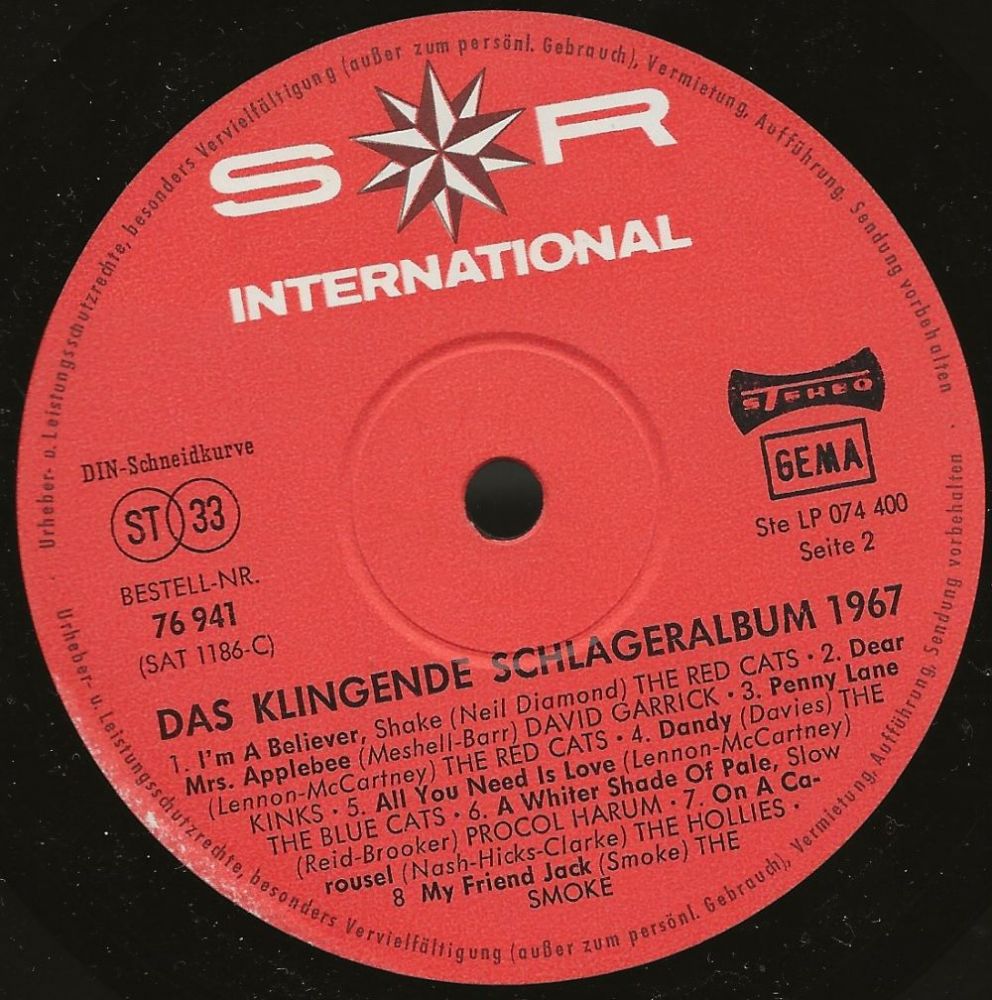 Urheber- u. Leistungsschutzrechte, besonders Vervielfältigung (außer zum persönl. Gebrauch), Vermietung, Aufführung, Sendung vorbehalten ·
S R
INTERNATIONAL
STEREO
GEMA
Ste LP 074 400
Seite 2
DIN-Schneidkurve
ST 33
BESTELL-NR.
76 941
(SAT 1186-C)
DAS KLINGENDE SCHLAGERALBUM 1967
1. I'm A Believer, Shake (Neil Diamond) THE RED CATS · 2. Dear
Mrs. Applebee (Meshell-Barr) DAVID GARRICK · 3. Penny Lane
(Lennon-McCartney) THE RED CATS · 4. Dandy (Davies) THE
KINKS · 5. All You Need Is Love (Lennon-McCartney)
THE BLUE CATS · 6. A Whiter Shade Of Pale, Slow
(Reid-Brooker) PROCOL HARUM · 7. On A Ca-
rousel (Nash-Hicks-Clarke) THE HOLLIES ·
8 My Friend Jack (Smoke) THE
SMOKE
Urheber- u. Leistungsschutzrechte, besonders Vervielfältigung (außer zum persönl. Gebrauch), Vermietung, Aufführung, Sendung vorbehalten ·